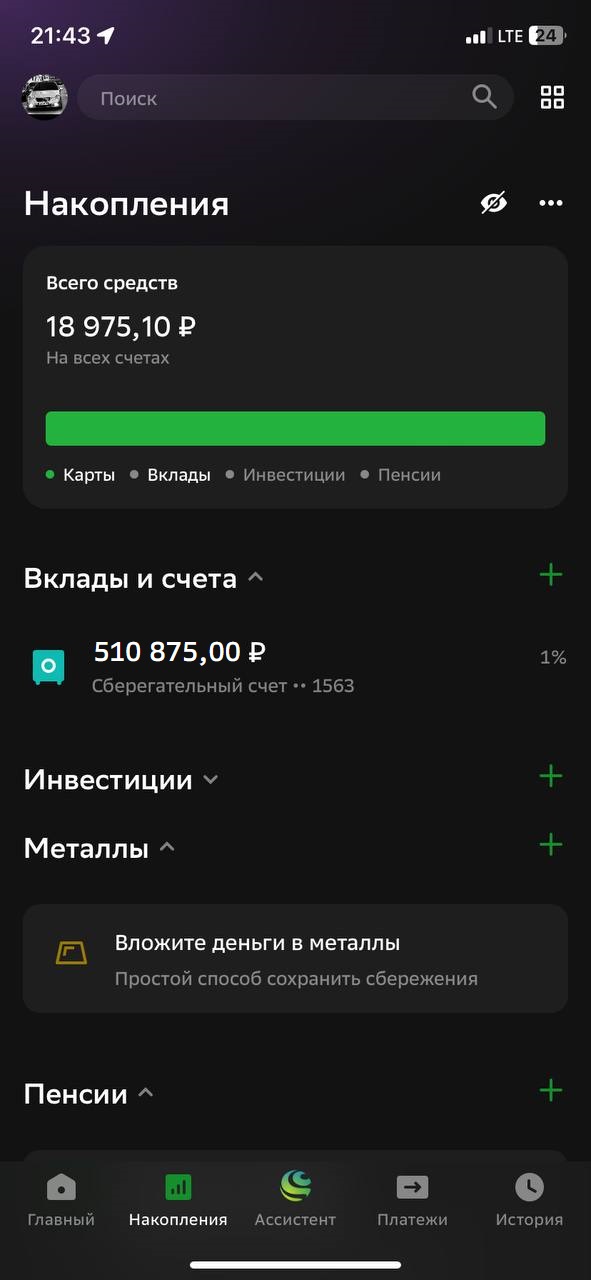 21:43
LTE 24
Поиск
Накопления
Всего средств
18 975,10 ₽
На всех счетах
Карты Вклады Инвестиции Пенсии
Вклады и счета
510 875,00 ₽
1%
Сберегательный счет •• 1563
Инвестиции
Металлы
Вложите деньги в металлы
Простой способ сохранить сбережения
Пенсии
Главный Накопления Ассистент Платежи История